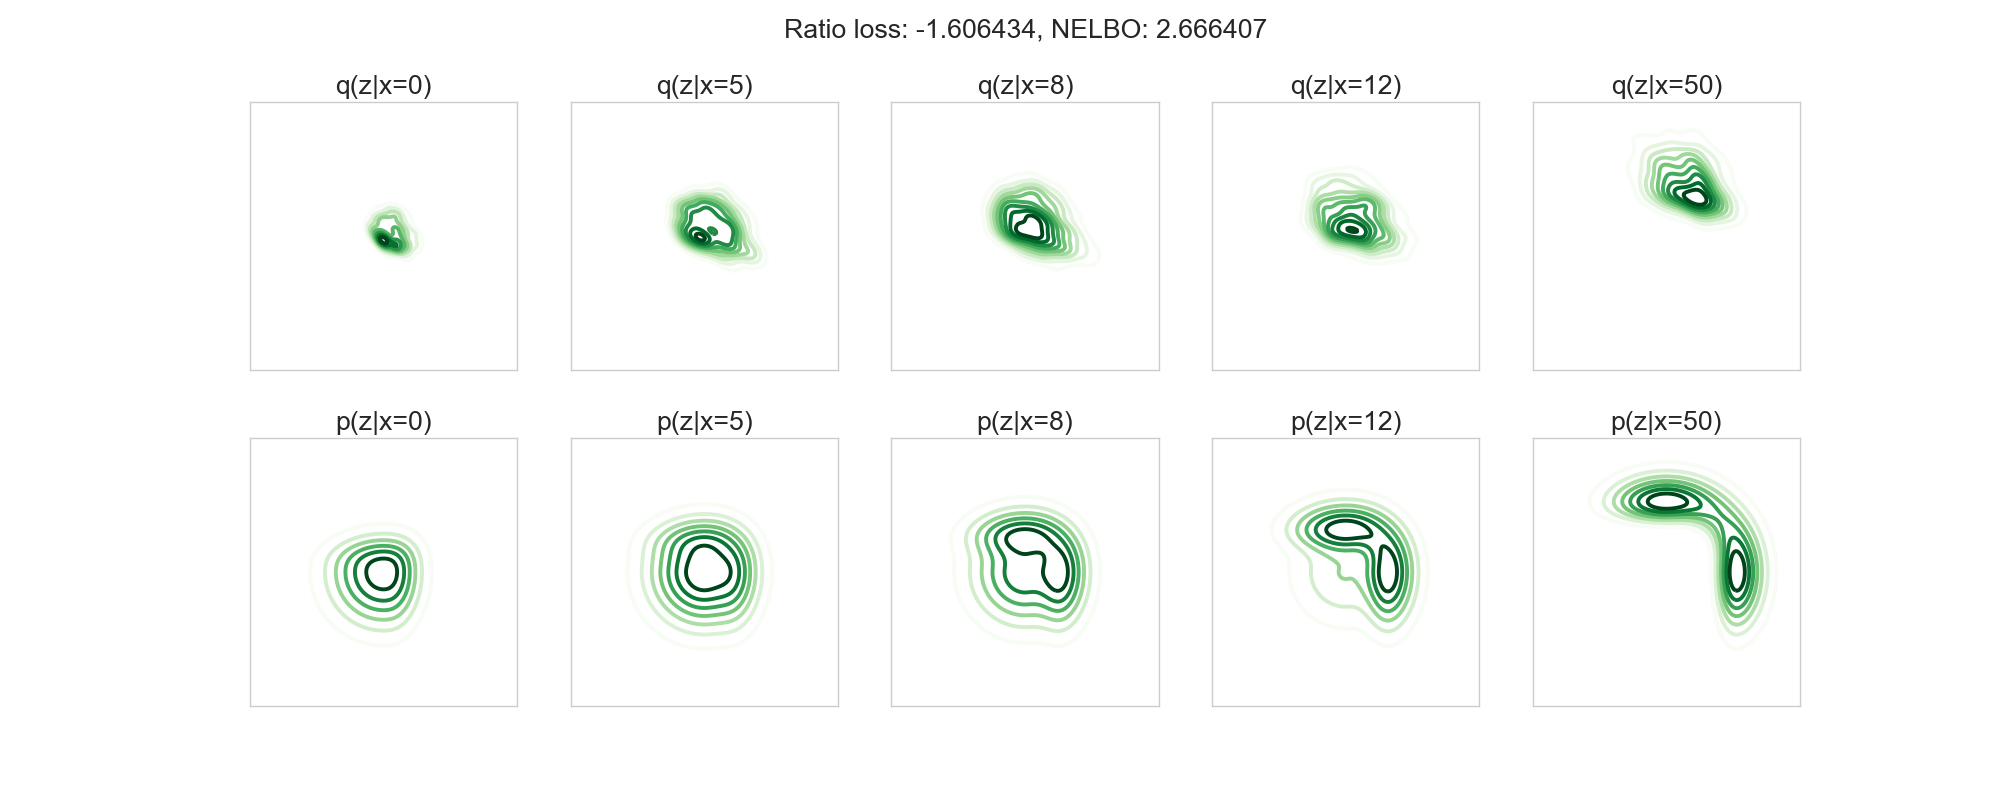 Ratio loss: -1.606434, NELBO: 2.666407
q(z|x=0) q(z|x=5) q(z|x=8) q(z|x=12) q(z|x=50)
p(z|x=0) p(z|x=5) p(z|x=8) p(z|x=12) p(z|x=50)